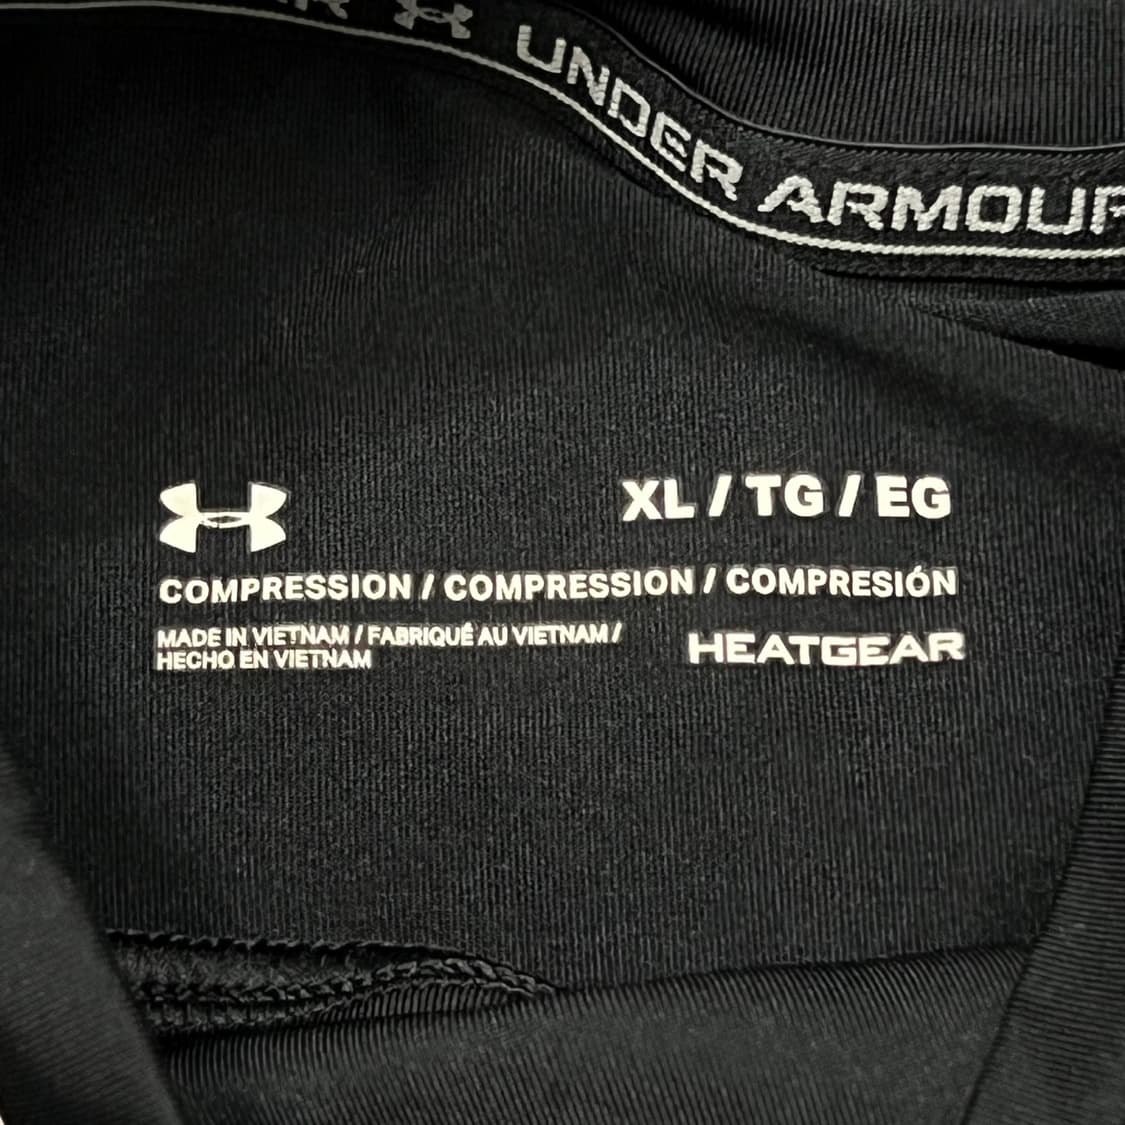 UNDER ARMOUR
XL / TG / EG
COMPRESSION / COMPRESSION / COMPRESIÓN
MADE IN VIETNAM / FABRIQUÉ AU VIETNAM /
HECHO EN VIETNAM
HEATGEAR